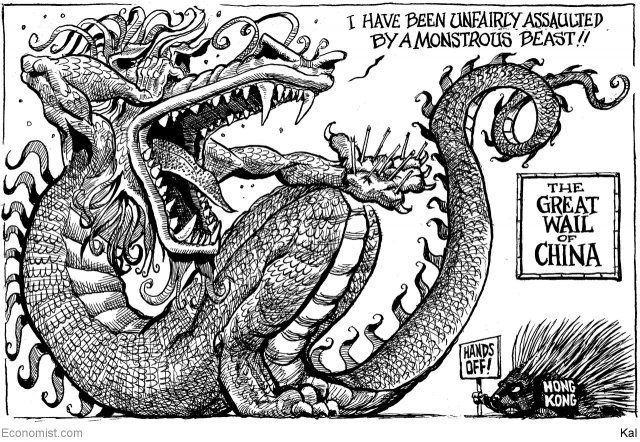 I HAVE BEEN UNFAIRLY ASSAULTED
BY A MONSTROUS BEAST!!
THE
GREAT
WAIL
OF
CHINA
HANDS
OFF!
HONG
KONG
Economist.com
Kal